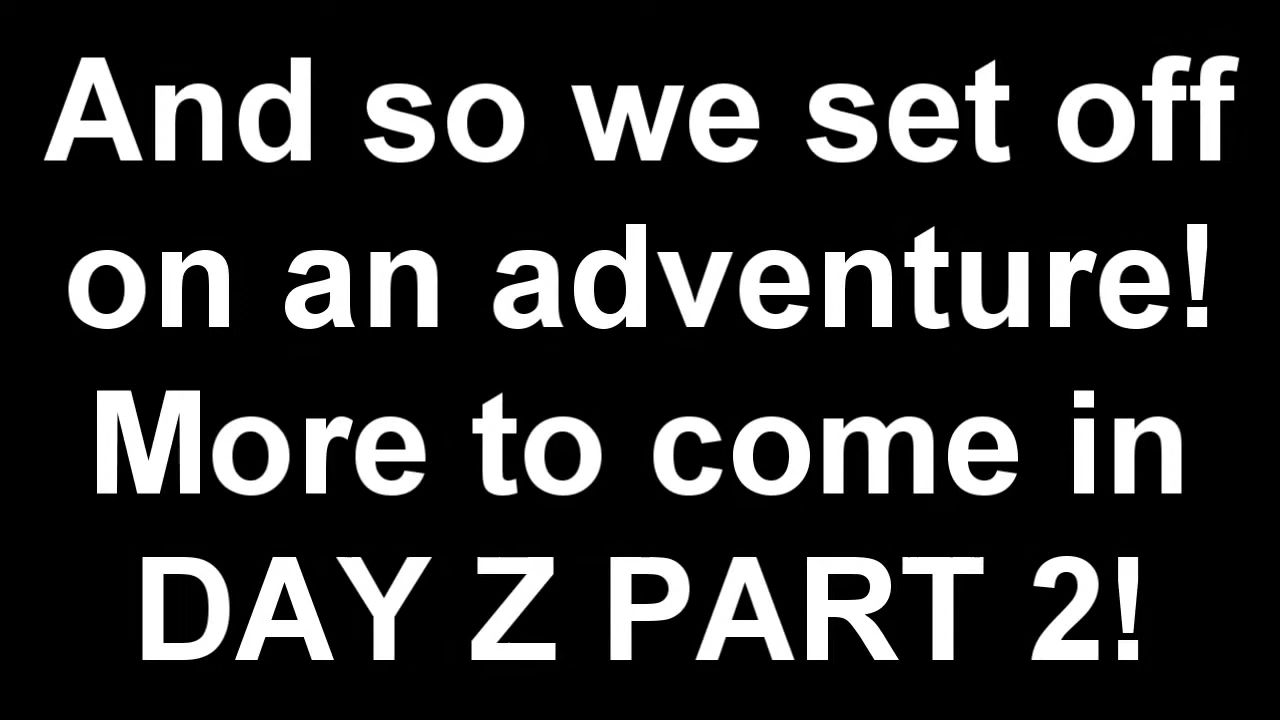 And so we set off
on an adventure!
More to come in
DAY Z PART 2!